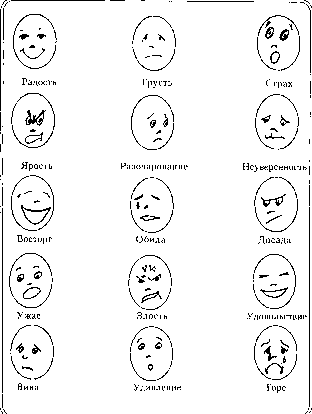 Радость Грусть Страх
Ярость Разочарование Неуверенность
Восторг Обида Досада
Ужас Злость Удовольствие
Вина Удивление Горе